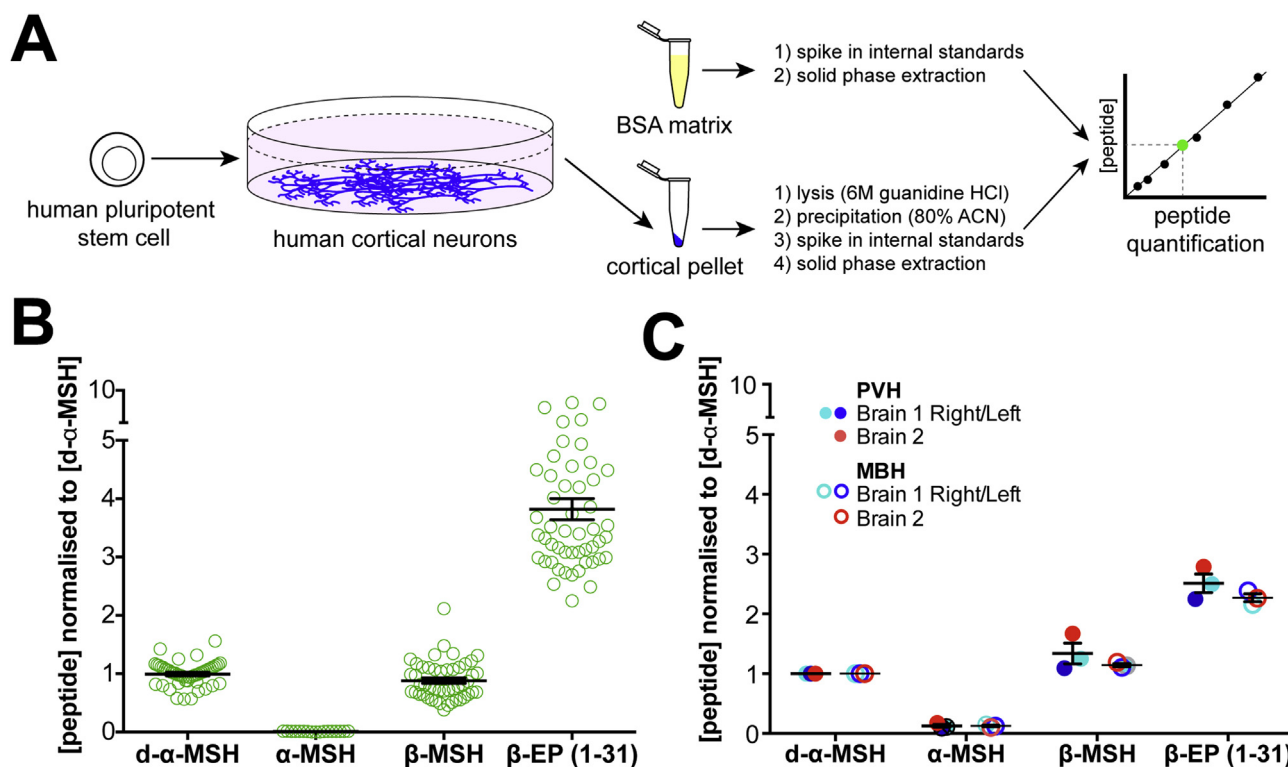 A
human pluripotent
stem cell
human cortical neurons
BSA matrix
1) spike in internal standards
2) solid phase extraction
cortical pellet
1) lysis (6M guanidine HCl)
2) precipitation (80% ACN)
3) spike in internal standards
4) solid phase extraction
[peptide]
peptide
quantification
B
[peptide] normalised to [d-α-MSH]
10
5
4
3
2
1
0
d-α-MSH
α-MSH
β-MSH
β-EP (1-31)
C
[peptide] normalised to [d-α-MSH]
10
5
4
3
2
1
0
PVH
Brain 1 Right/Left
Brain 2
MBH
Brain 1 Right/Left
Brain 2
d-α-MSH
α-MSH
β-MSH
β-EP (1-31)